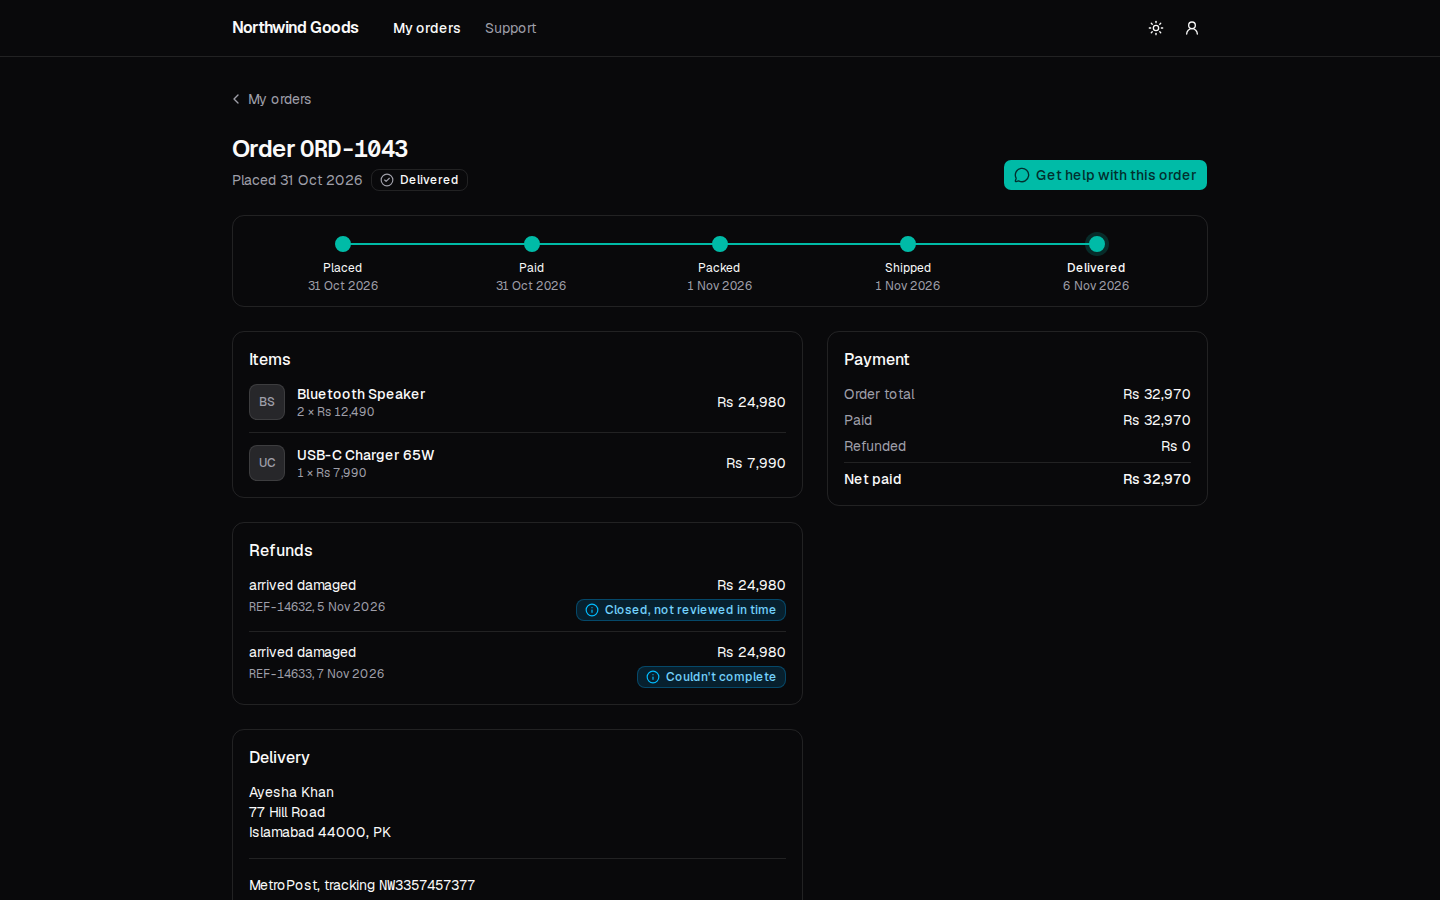 Northwind Goods My orders Support
My orders
Order ORD-1043
Placed 31 Oct 2026 Delivered
Get help with this order
Placed Paid Packed Shipped Delivered
31 Oct 2026 31 Oct 2026 1 Nov 2026 1 Nov 2026 6 Nov 2026
Items
BS Bluetooth Speaker Rs 24,980
2 × Rs 12,490
UC USB-C Charger 65W Rs 7,990
1 × Rs 7,990
Payment
Order total Rs 32,970
Paid Rs 32,970
Refunded Rs 0
Net paid Rs 32,970
Refunds
arrived damaged Rs 24,980
REF-14632, 5 Nov 2026 Closed, not reviewed in time
arrived damaged Rs 24,980
REF-14633, 7 Nov 2026 Couldn't complete
Delivery
Ayesha Khan
77 Hill Road
Islamabad 44000, PK
MetroPost, tracking NW3357457377